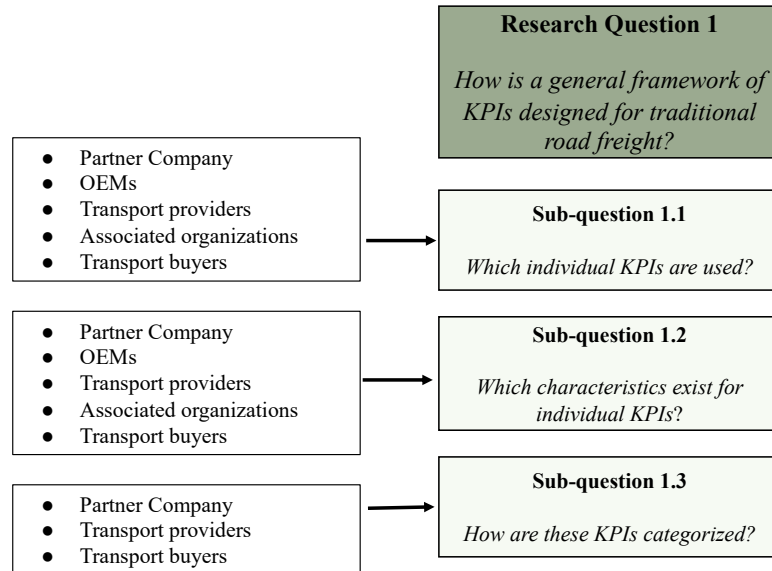 Research Question 1
How is a general framework of
KPIs designed for traditional
road freight?
● Partner Company
● OEMs
● Transport providers
● Associated organizations
● Transport buyers
Sub-question 1.1
Which individual KPIs are used?
● Partner Company
● OEMs
● Transport providers
● Associated organizations
● Transport buyers
Sub-question 1.2
Which characteristics exist for
individual KPIs?
● Partner Company
● Transport providers
● Transport buyers
Sub-question 1.3
How are these KPIs categorized?